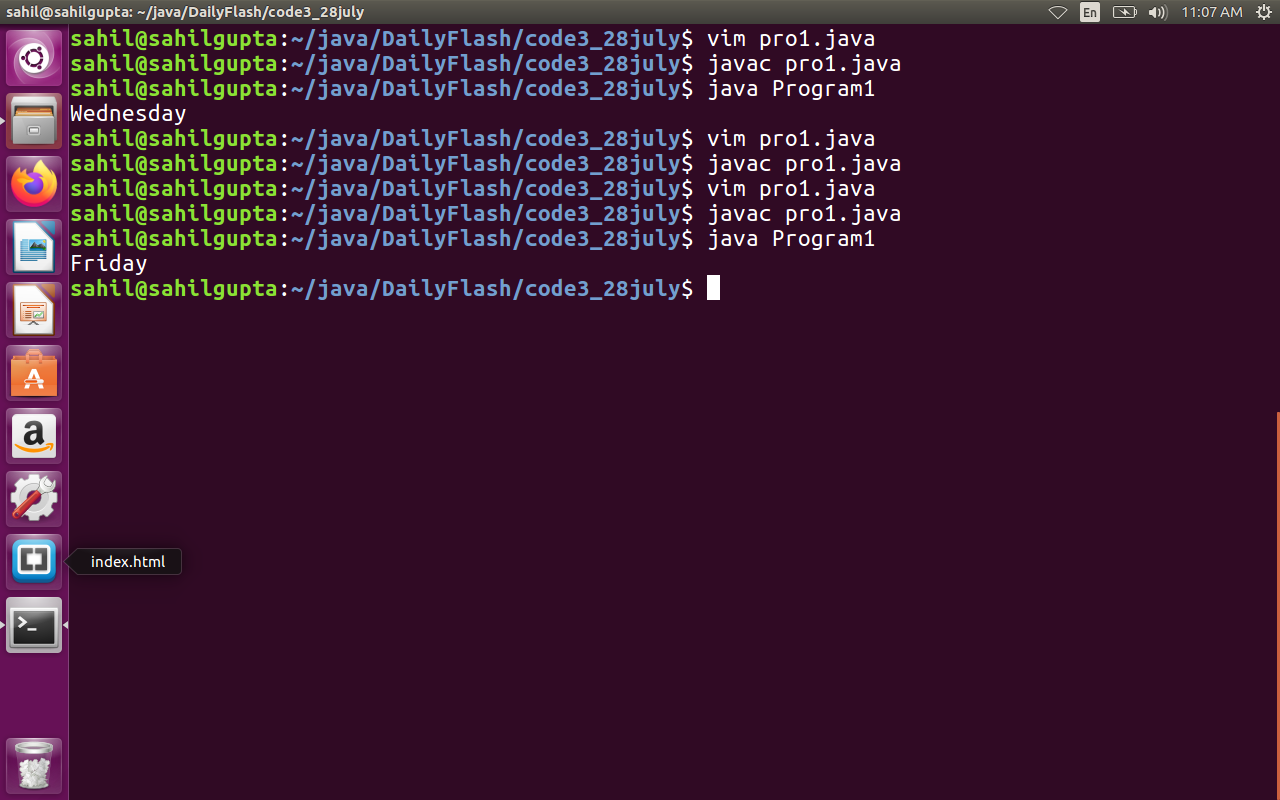 sahil@sahilgupta: ~/java/DailyFlash/code3_28july
En
11:07 AM
sahil@sahilgupta:~/java/DailyFlash/code3_28july$ vim pro1.java
sahil@sahilgupta:~/java/DailyFlash/code3_28july$ javac pro1.java
sahil@sahilgupta:~/java/DailyFlash/code3_28july$ java Program1
Wednesday
sahil@sahilgupta:~/java/DailyFlash/code3_28july$ vim pro1.java
sahil@sahilgupta:~/java/DailyFlash/code3_28july$ javac pro1.java
sahil@sahilgupta:~/java/DailyFlash/code3_28july$ vim pro1.java
sahil@sahilgupta:~/java/DailyFlash/code3_28july$ javac pro1.java
sahil@sahilgupta:~/java/DailyFlash/code3_28july$ java Program1
Friday
sahil@sahilgupta:~/java/DailyFlash/code3_28july$
index.html